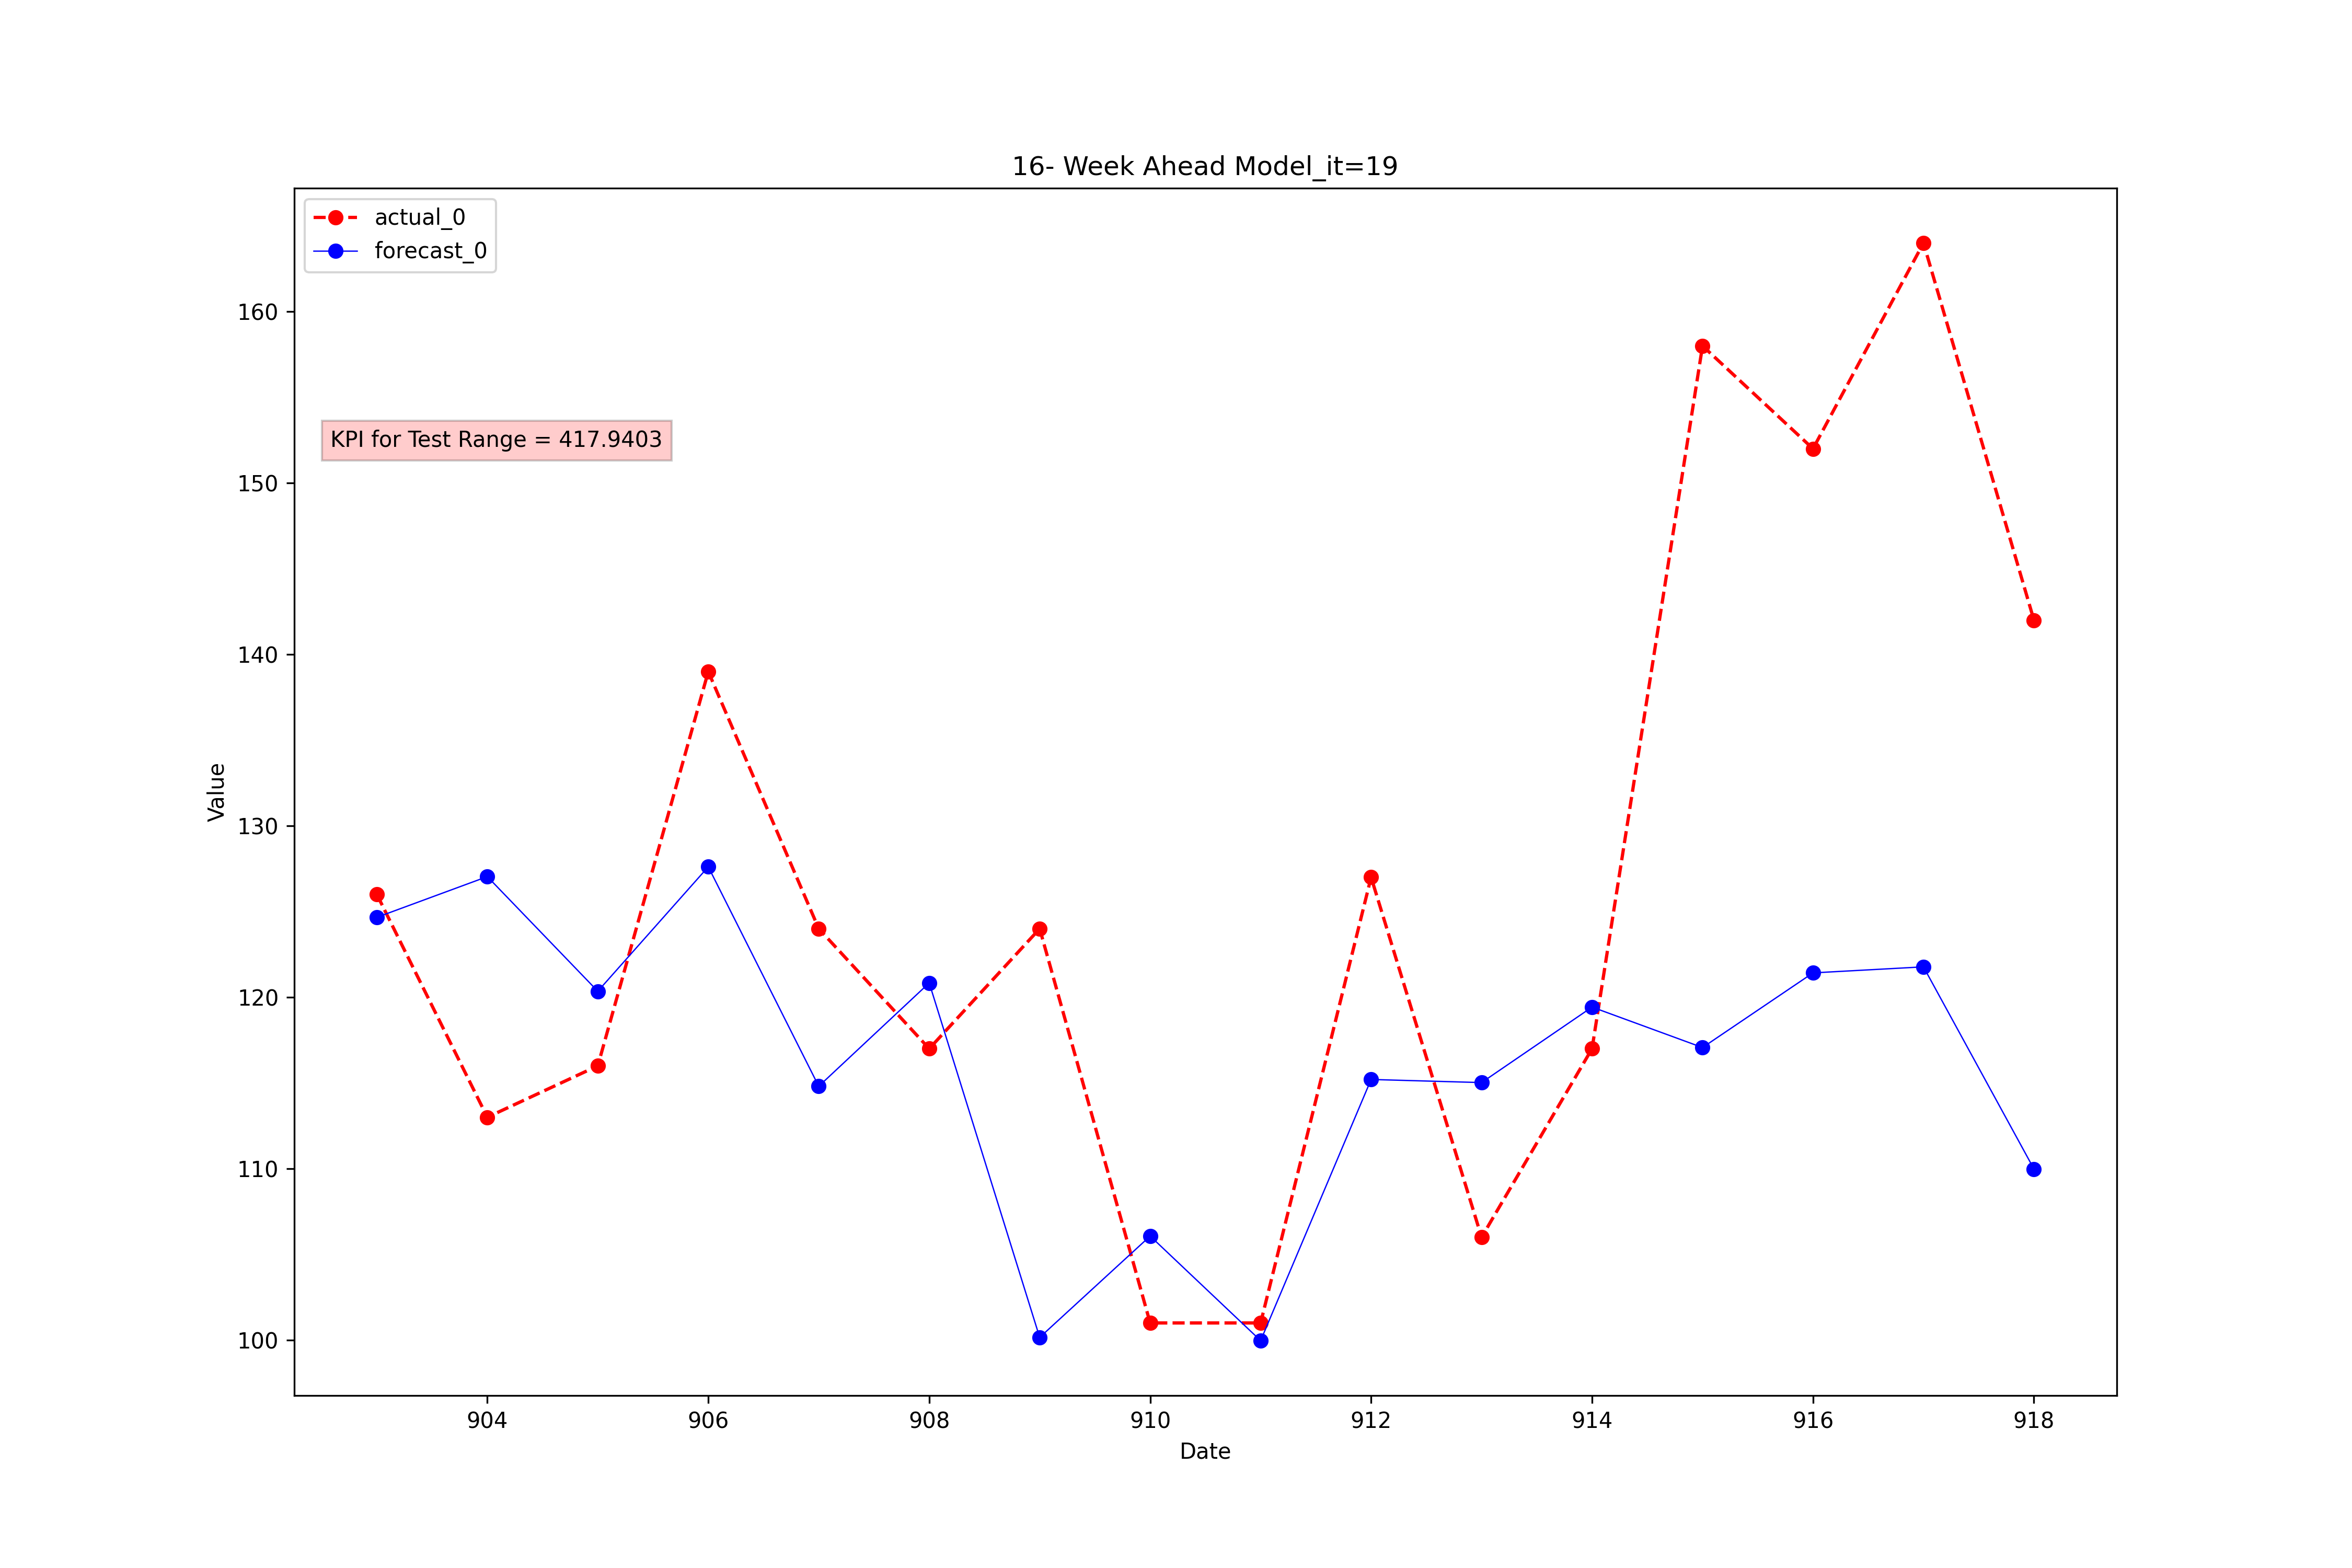 16- Week Ahead Model_it=19
actual_0
forecast_0
KPI for Test Range = 417.9403
160
150
140
130
120
110
100
Value
904 906 908 910 912 914 916 918
Date